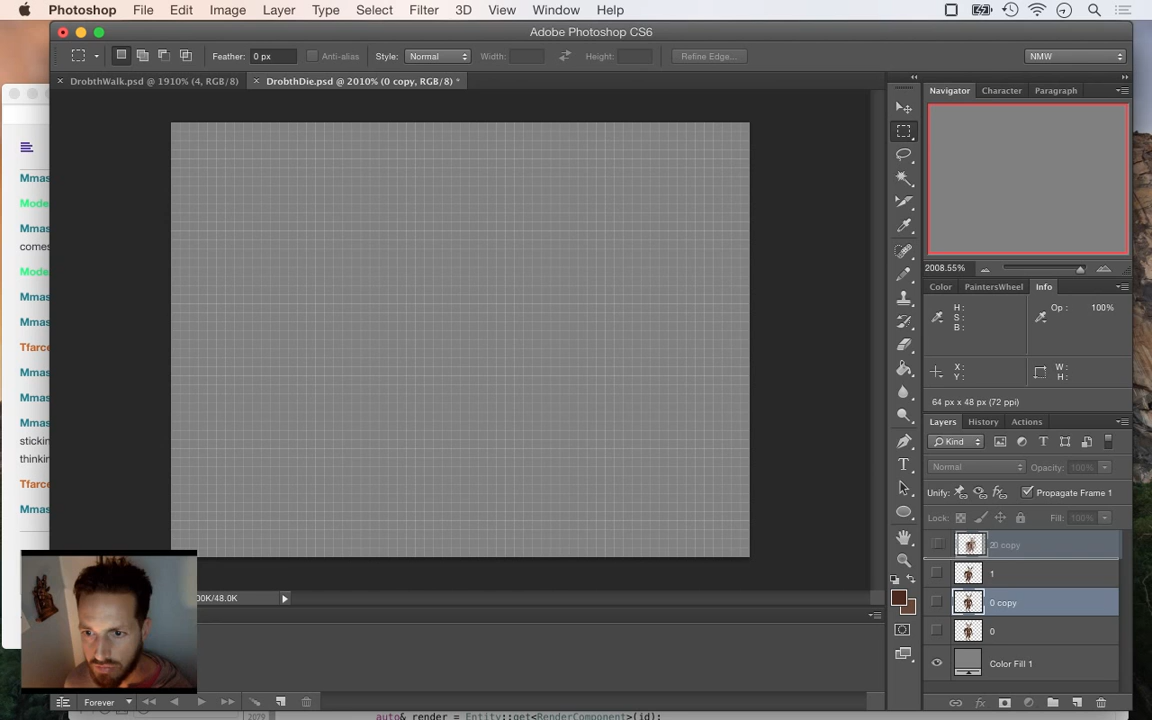 Photoshop File Edit Image Layer Type Select Filter 3D View Window Help
Adobe Photoshop CS6
Feather: 0 px Anti-alias Style: Normal Width: Height: Refine Edge... NMW
DrobthWalk.psd @ 1910% (4, RGB/8) DrobthDie.psd @ 2010% (0 copy, RGB/8) *
Navigator Character Paragraph
Mmas
Mode
Mmas
comes
Mode
Mmas
Mmas
Tfarce
Mmas
Mmas
Mmas
stickin
thinkin
Tfarce
Mmas
2008.55%
Color PaintersWheel Info
H:
S:
B:
Op: 100%
X:
Y:
W:
H:
64 px x 48 px (72 ppi)
Layers History Actions
Kind
Normal Opacity: 100%
Unify: Propagate Frame 1
Lock: Fill: 100%
1
0 copy
0
Color Fill 1
00K/48.0K
Forever
2079 auto& render = Entity::get<RenderComponent>(id);